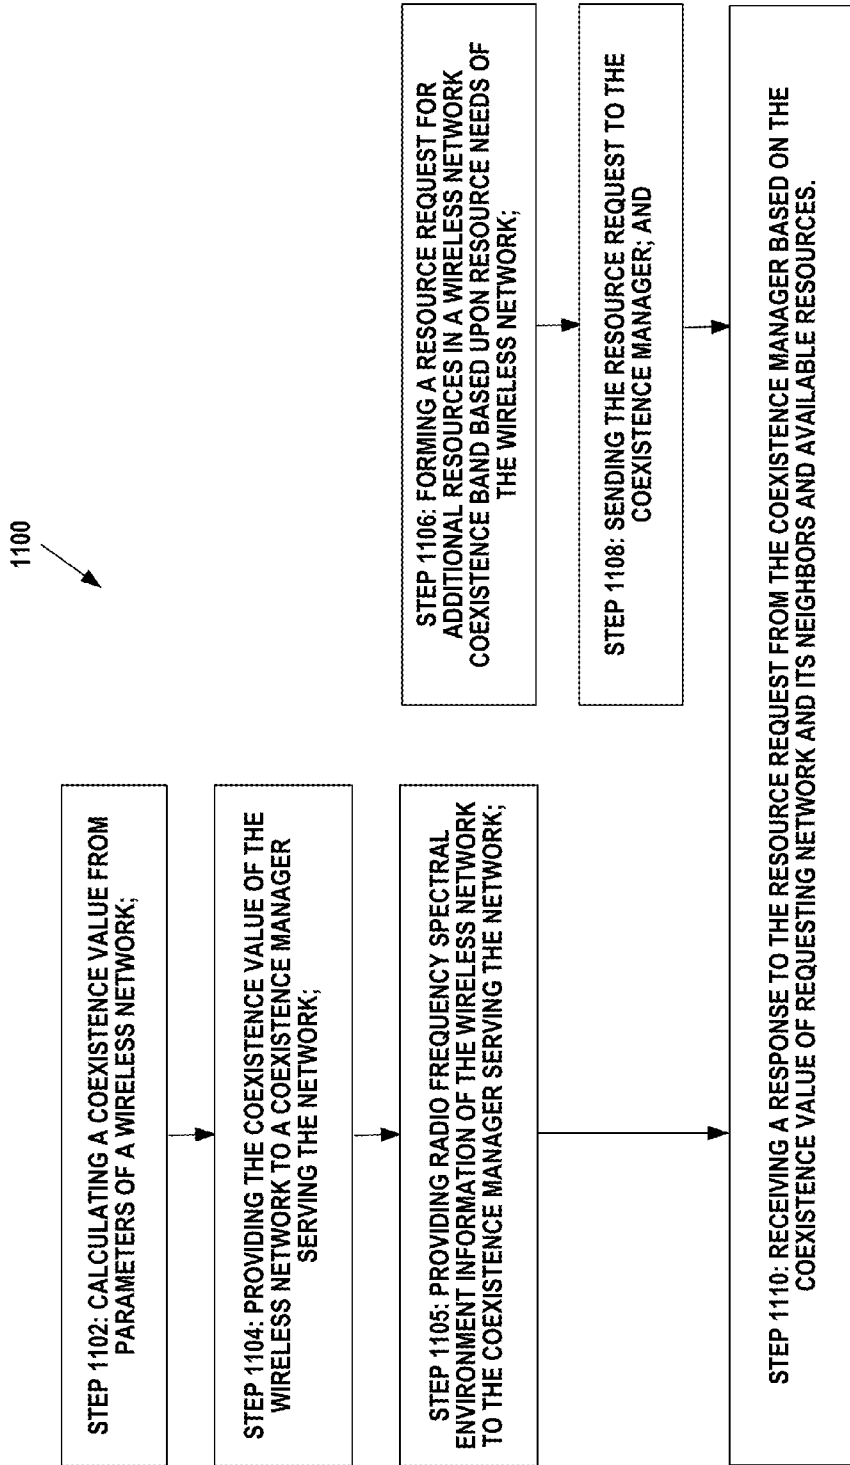 1100
STEP 1102: CALCULATING A COEXISTENCE VALUE FROM
PARAMETERS OF A WIRELESS NETWORK;
STEP 1104: PROVIDING THE COEXISTENCE VALUE OF THE
WIRELESS NETWORK TO A COEXISTENCE MANAGER
SERVING THE NETWORK;
STEP 1105: PROVIDING RADIO FREQUENCY SPECTRAL
ENVIRONMENT INFORMATION OF THE WIRELESS NETWORK
TO THE COEXISTENCE MANAGER SERVING THE NETWORK;
STEP 1106: FORMING A RESOURCE REQUEST FOR
ADDITIONAL RESOURCES IN A WIRELESS NETWORK
COEXISTENCE BAND BASED UPON RESOURCE NEEDS OF
THE WIRELESS NETWORK;
STEP 1108: SENDING THE RESOURCE REQUEST TO THE
COEXISTENCE MANAGER; AND
STEP 1110: RECEIVING A RESPONSE TO THE RESOURCE REQUEST FROM THE COEXISTENCE MANAGER BASED ON THE
COEXISTENCE VALUE OF REQUESTING NETWORK AND ITS NEIGHBORS AND AVAILABLE RESOURCES.